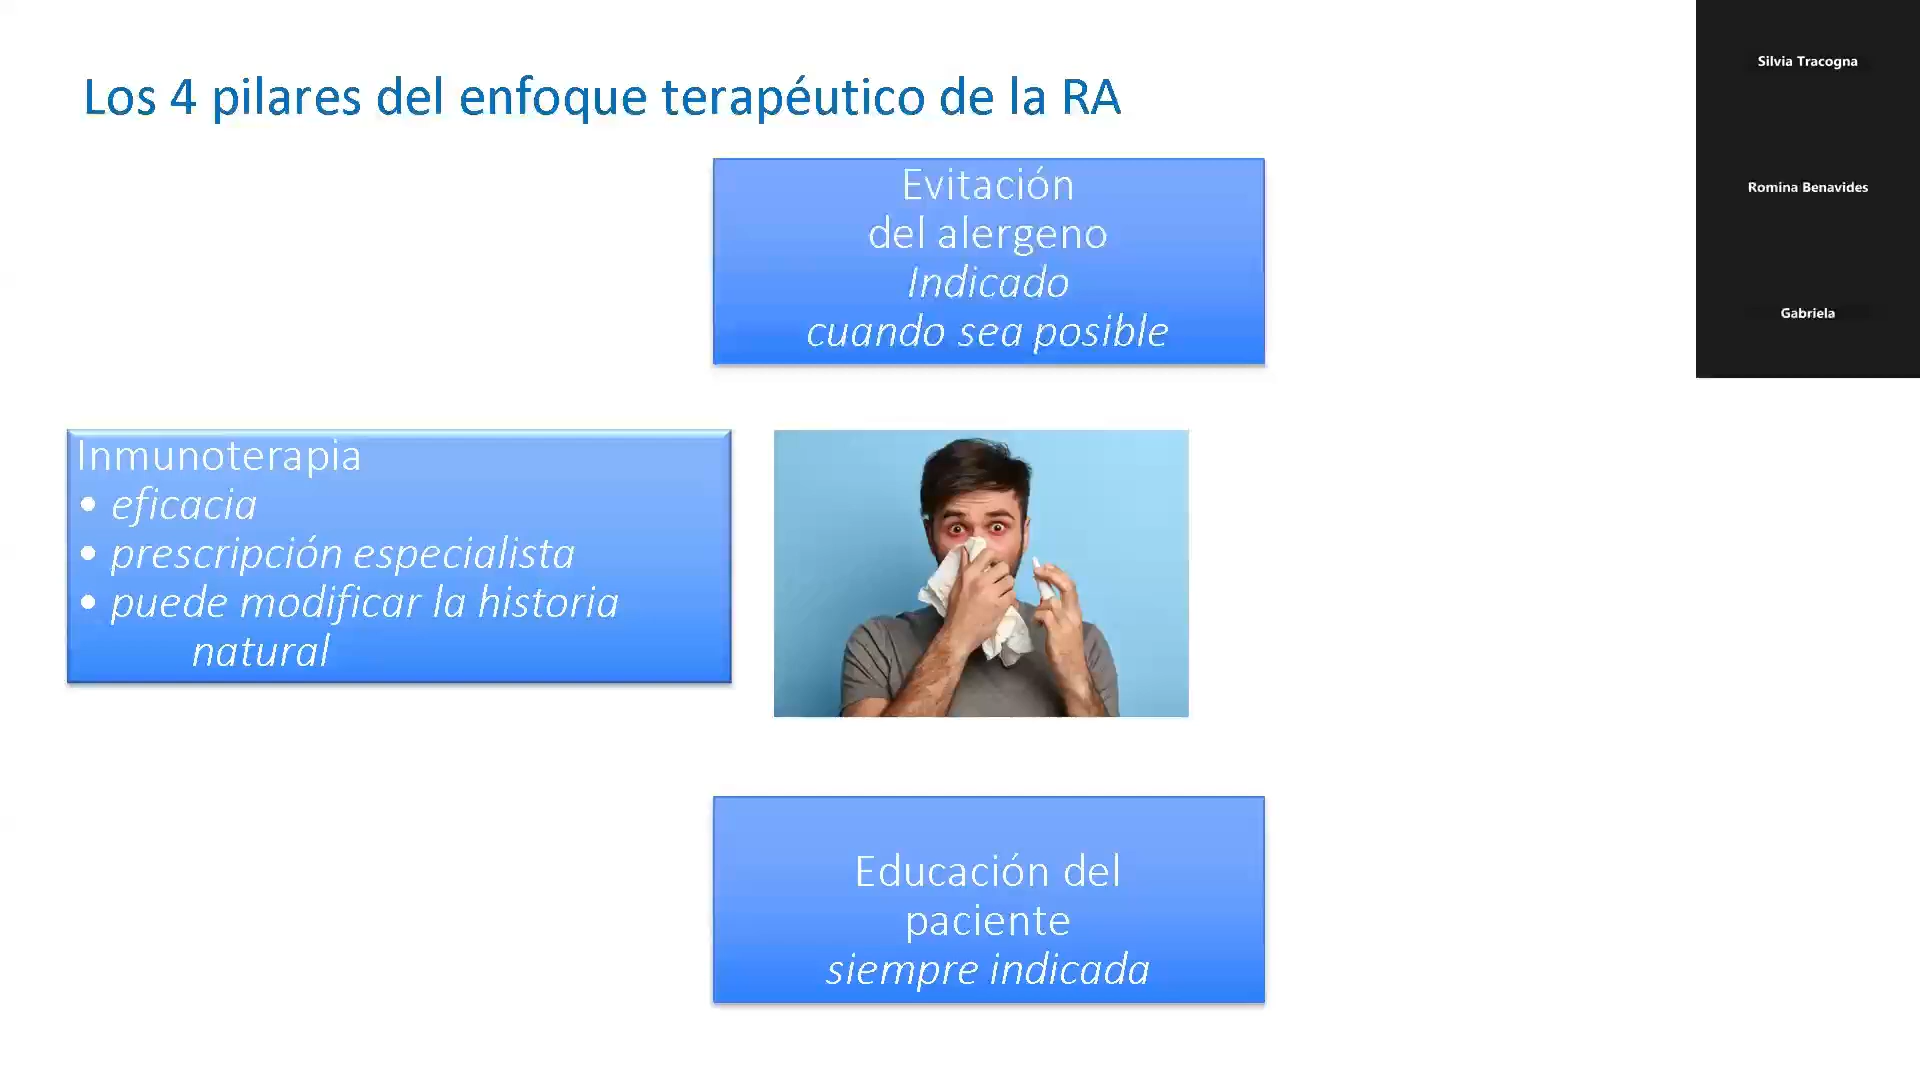 Los 4 pilares del enfoque terapéutico de la RA
Evitación
del alergeno
Indicado
cuando sea posible
Inmunoterapia
• eficacia
• prescripción especialista
• puede modificar la historia
natural
Educación del
paciente
siempre indicada
Silvia Tracogna
Romina Benavides
Gabriela